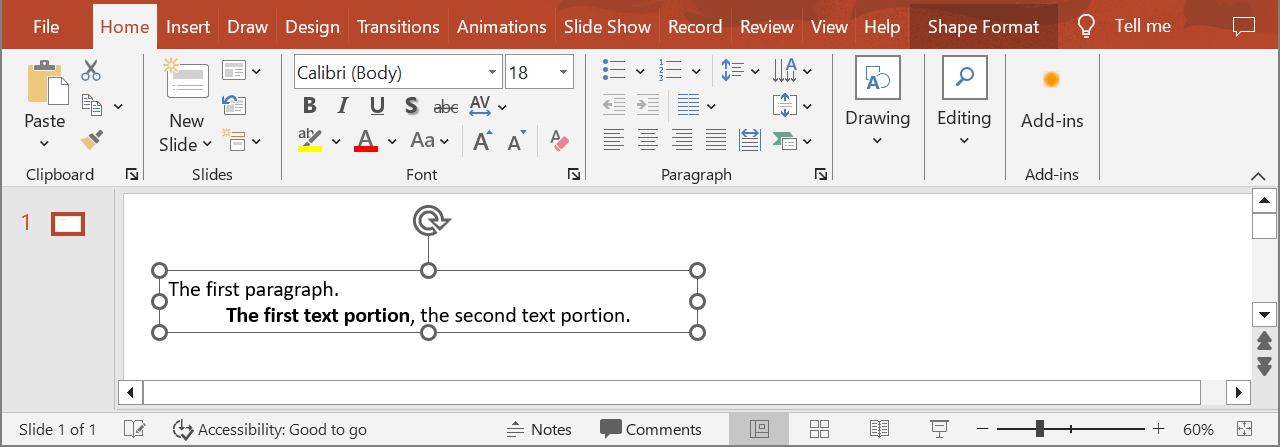 File Home Insert Draw Design Transitions Animations Slide Show Record Review View Help Shape Format Tell me
Calibri (Body) 18
B I U S abc AV
ab A Aa A A A
Paste
New
Slide
Drawing
Editing
Add-ins
Clipboard Slides Font Paragraph Add-ins
1
The first paragraph.
The first text portion, the second text portion.
Slide 1 of 1 Accessibility: Good to go Notes Comments 60%